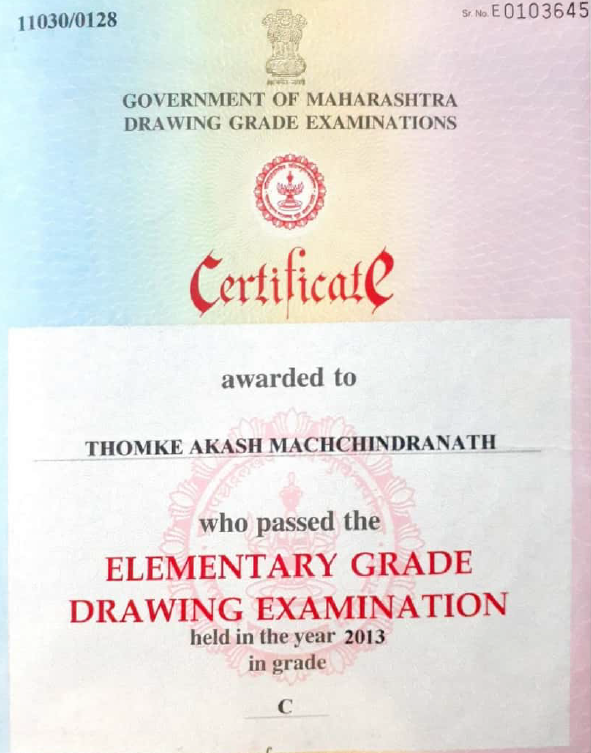 11030/0128
Sr. No. E 0103645
GOVERNMENT OF MAHARASHTRA
DRAWING GRADE EXAMINATIONS
Certificate
awarded to
THOMKE AKASH MACHCHINDRANATH
who passed the
ELEMENTARY GRADE
DRAWING EXAMINATION
held in the year 2013
in grade
C